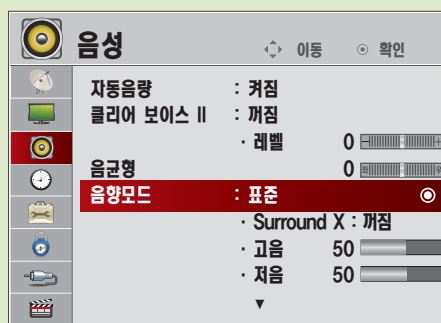 음성 이동 확인
자동음량 : 켜짐
클리어 보이스 II : 꺼짐
· 레벨 0 - +
음균형 0 좌 우
음향모드 : 표준
· Surround X : 꺼짐
· 고음 50
· 저음 50
▼